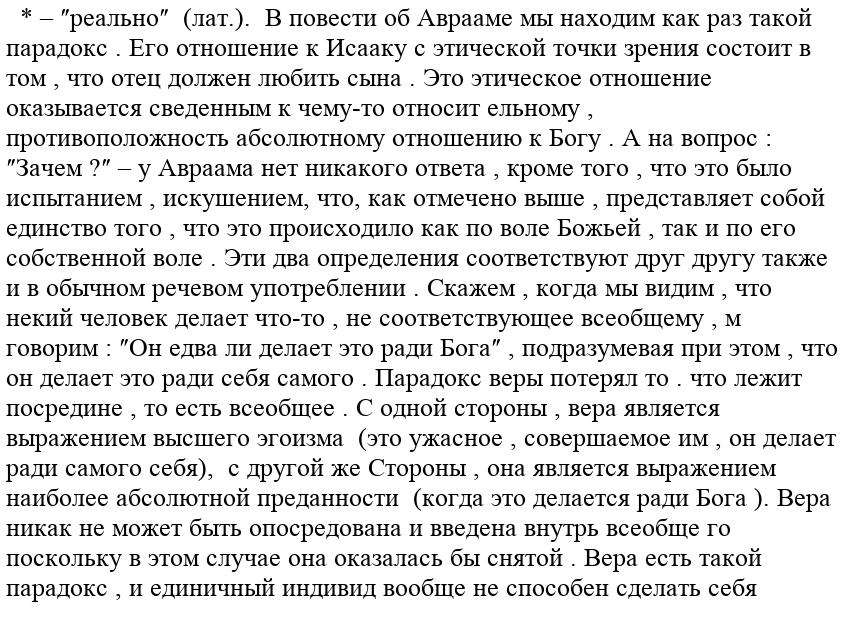 * – ″реально″ (лат.). В повести об Аврааме мы находим как раз такой
парадокс . Его отношение к Исааку с этической точки зрения состоит в
том , что отец должен любить сына . Это этическое отношение
оказывается сведенным к чему-то относит ельному ,
противоположность абсолютному отношению к Богу . А на вопрос :
″Зачем ?″ – у Авраама нет никакого ответа , кроме того , что это было
испытанием , искушением, что, как отмечено выше , представляет собой
единство того , что это происходило как по воле Божьей , так и по его
собственной воле . Эти два определения соответствуют друг другу также
и в обычном речевом употреблении . Скажем , когда мы видим , что
некий человек делает что-то , не соответствующее всеобщему , м
говорим : ″Он едва ли делает это ради Бога″ , подразумевая при этом , что
он делает это ради себя самого . Парадокс веры потерял то . что лежит
посредине , то есть всеобщее . С одной стороны , вера является
выражением высшего эгоизма (это ужасное , совершаемое им , он делает
ради самого себя), с другой же Стороны , она является выражением
наиболее абсолютной преданности (когда это делается ради Бога ). Вера
никак не может быть опосредована и введена внутрь всеобще го
поскольку в этом случае она оказалась бы снятой . Вера есть такой
парадокс , и единичный индивид вообще не способен сделать себя